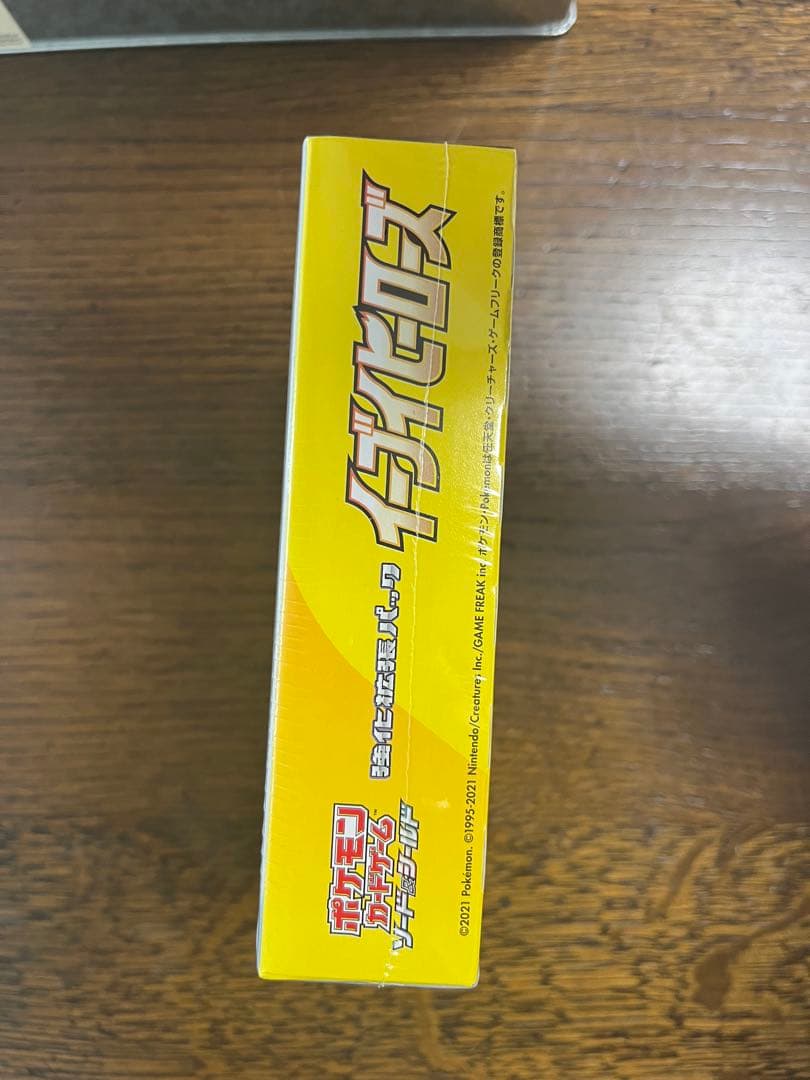 ポケモン
カードゲーム™
ソード&シールド
強化拡張パック
イーブイヒーローズ
©2021 Pokémon. ©1995-2021 Nintendo/Creatures Inc./GAME FREAK inc. ポケモン・Pokémonは任天堂・クリーチャーズ・ゲームフリークの登録商標です。